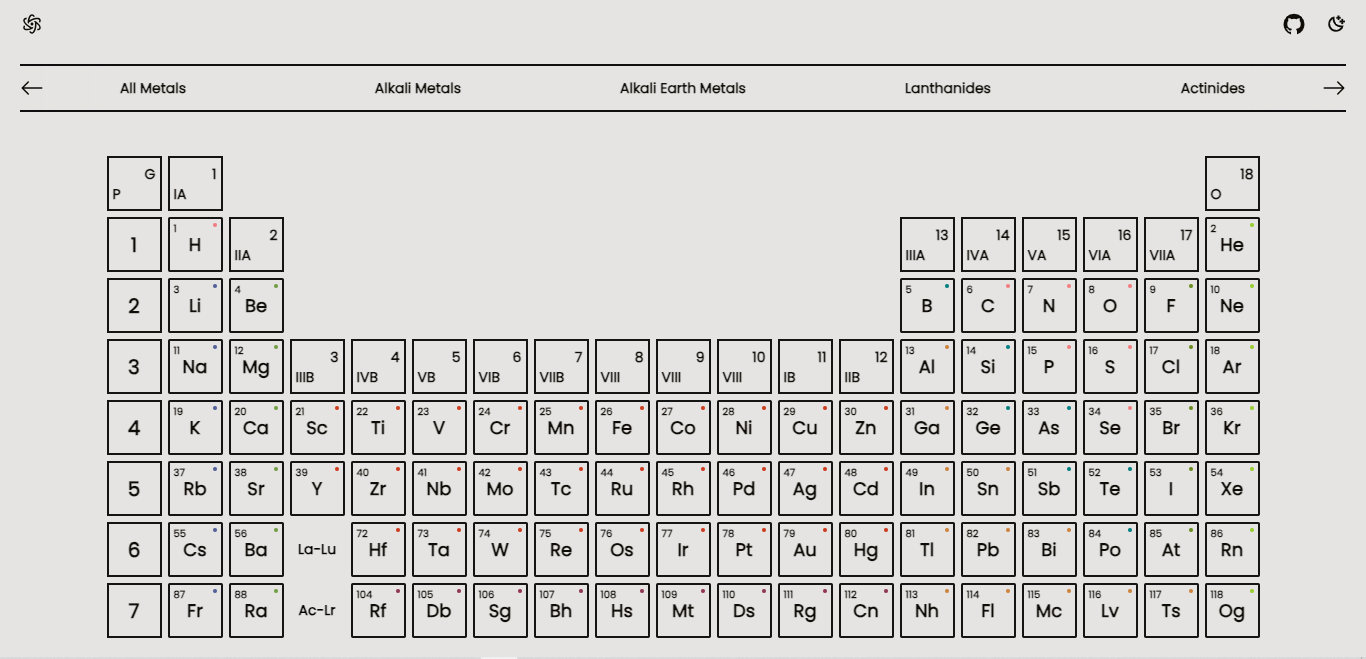 All Metals Alkali Metals Alkali Earth Metals Lanthanides Actinides
G 1 18
P IA O
1 1 H 2 IIA 13 IIIA 14 IVA 15 VA 16 VIA 17 VIIA 2 He
2 3 Li 4 Be 5 B 6 C 7 N 8 O 9 F 10 Ne
3 11 Na 12 Mg 3 IIIB 4 IVB 5 VB 6 VIB 7 VIIB 8 VIII 9 VIII 10 VIII 11 IB 12 IIB 13 Al 14 Si 15 P 16 S 17 Cl 18 Ar
4 19 K 20 Ca 21 Sc 22 Ti 23 V 24 Cr 25 Mn 26 Fe 27 Co 28 Ni 29 Cu 30 Zn 31 Ga 32 Ge 33 As 34 Se 35 Br 36 Kr
5 37 Rb 38 Sr 39 Y 40 Zr 41 Nb 42 Mo 43 Tc 44 Ru 45 Rh 46 Pd 47 Ag 48 Cd 49 In 50 Sn 51 Sb 52 Te 53 I 54 Xe
6 55 Cs 56 Ba La-Lu 72 Hf 73 Ta 74 W 75 Re 76 Os 77 Ir 78 Pt 79 Au 80 Hg 81 Tl 82 Pb 83 Bi 84 Po 85 At 86 Rn
7 87 Fr 88 Ra Ac-Lr 104 Rf 105 Db 106 Sg 107 Bh 108 Hs 109 Mt 110 Ds 111 Rg 112 Cn 113 Nh 114 Fl 115 Mc 116 Lv 117 Ts 118 Og